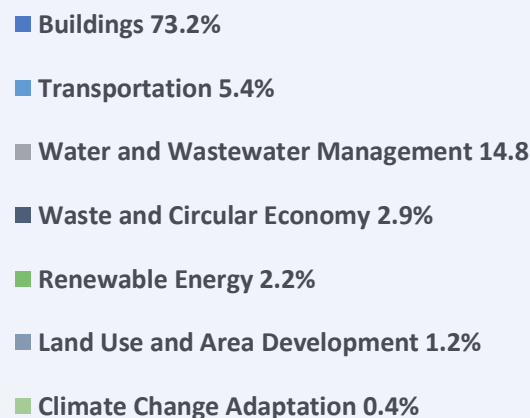 Buildings 73.2%
Transportation 5.4%
Water and Wastewater Management 14.8
Waste and Circular Economy 2.9%
Renewable Energy 2.2%
Land Use and Area Development 1.2%
Climate Change Adaptation 0.4%